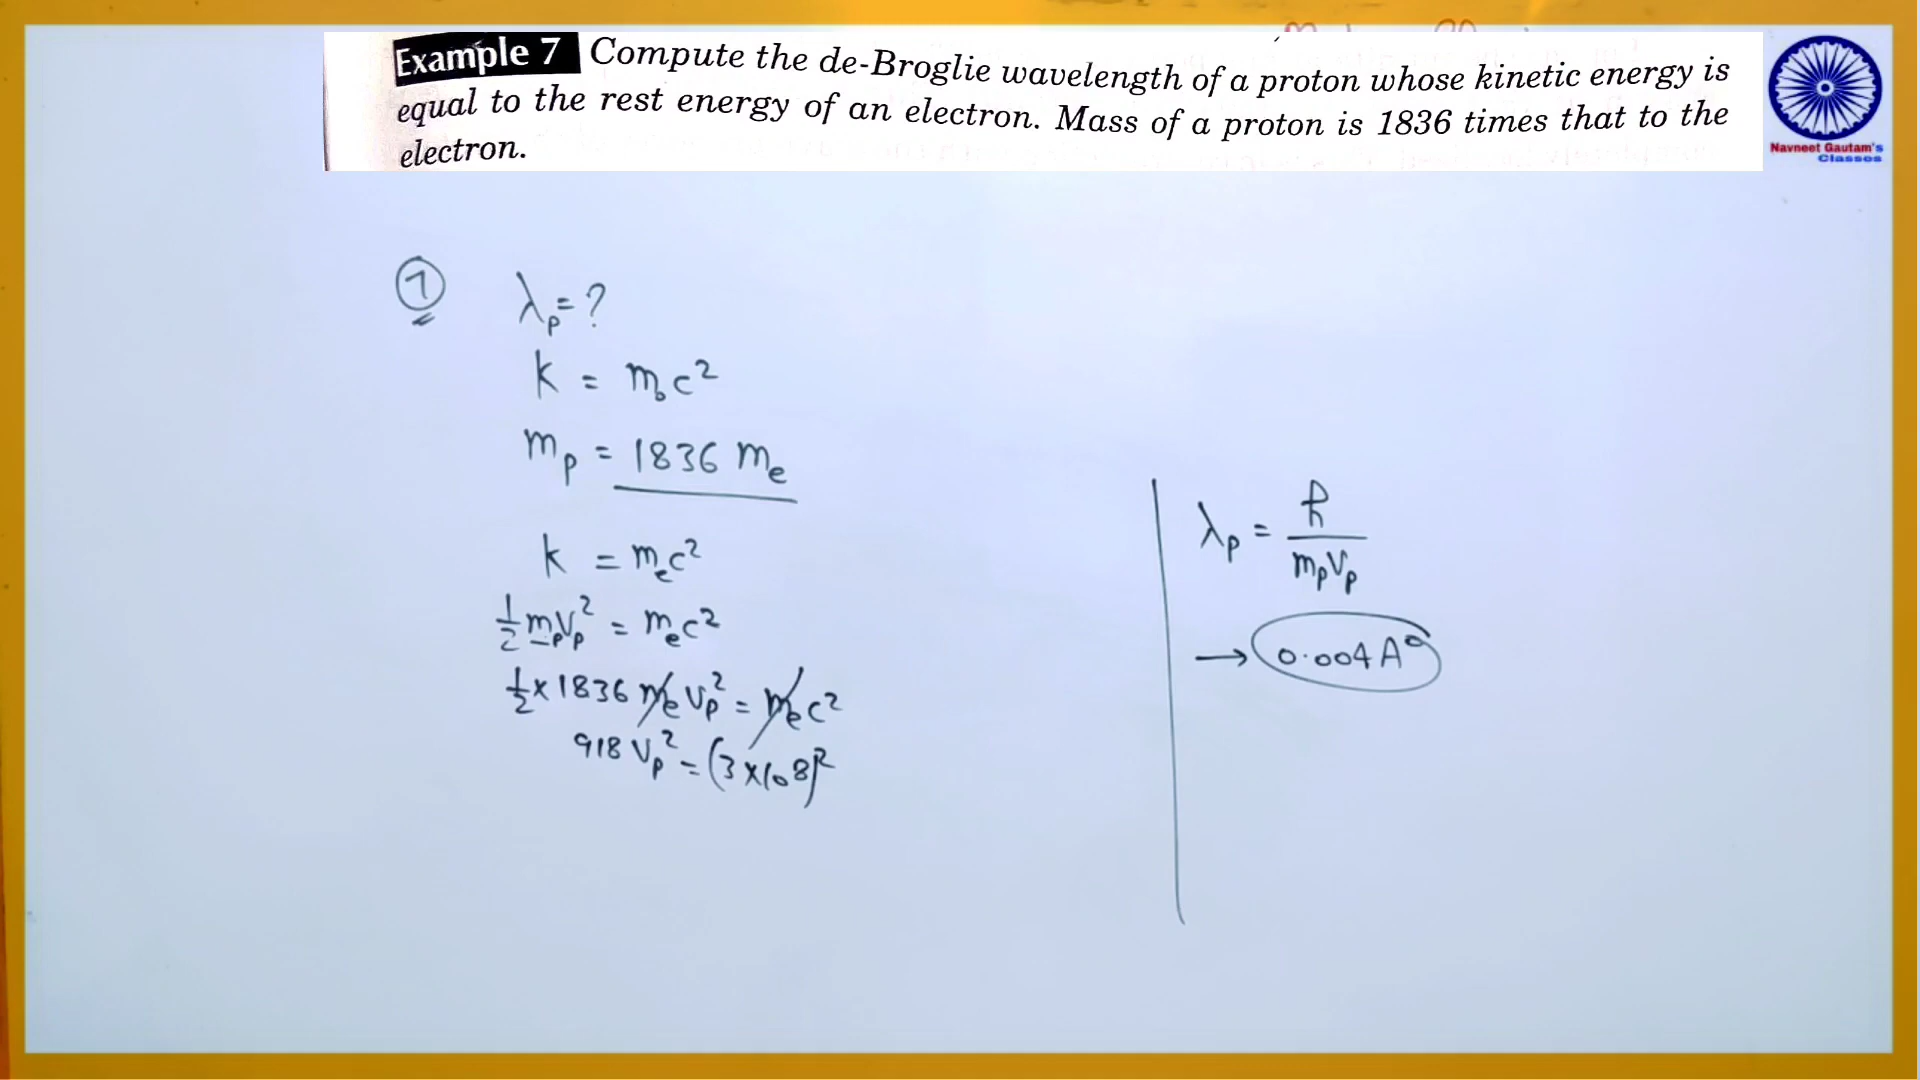 Example 7 Compute the de-Broglie wavelength of a proton whose kinetic energy is
equal to the rest energy of an electron. Mass of a proton is 1836 times that to the
electron.
Navneet Gautam's
Classes
7
λp = ?
k = m₀c²
mp = 1836 me
k = mec²
½ mpVp² = mec²
½ × 1836 me Vp² = mec²
918 Vp² = (3 × 10 8)²
λp = h / mpVp
→ 0.004 A°